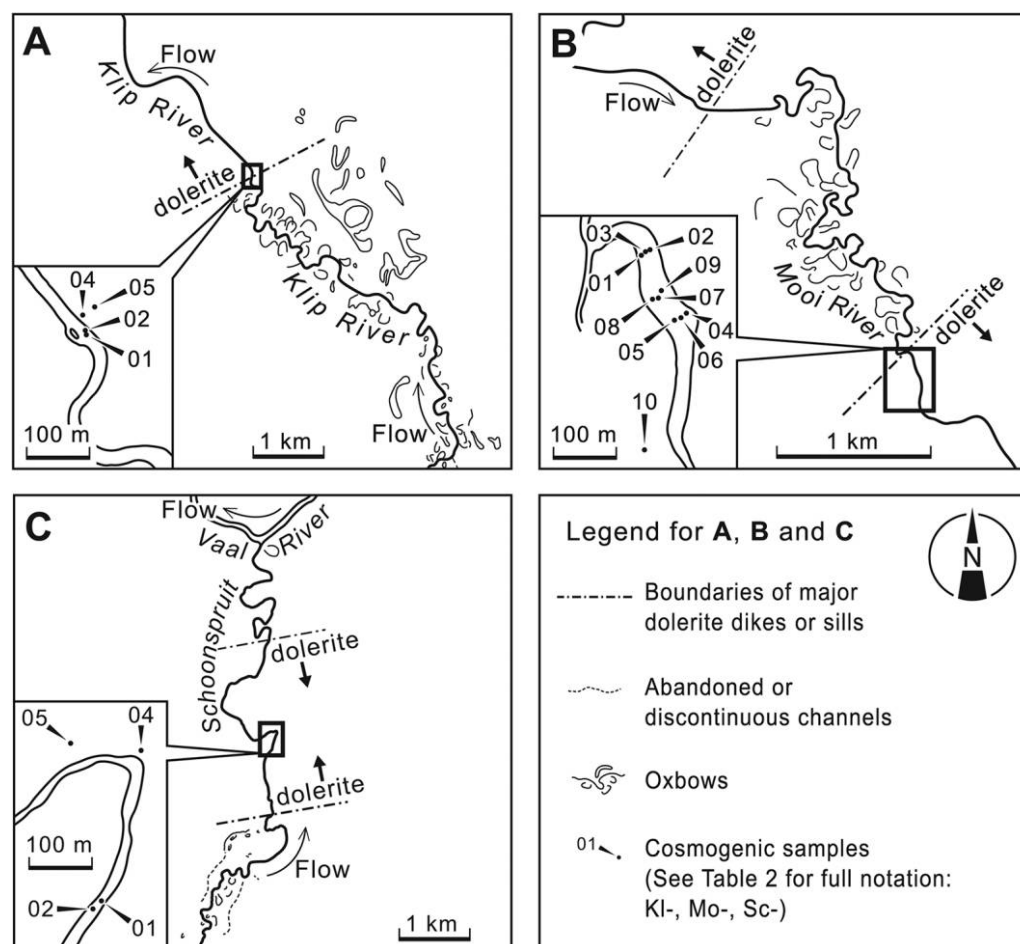 A
Flow
Klip River
dolerite
Klip River
Flow
04
05
02
01
100 m
1 km
B
dolerite
Flow
Mooi River
dolerite
03
02
01
09
07
08
04
05
06
10
100 m
1 km
C
Flow
Vaal River
Schoonspruit
dolerite
dolerite
Flow
05
04
100 m
02
01
1 km
Legend for A, B and C
N
Boundaries of major
dolerite dikes or sills
Abandoned or
discontinuous channels
Oxbows
01
Cosmogenic samples
(See Table 2 for full notation:
Kl-, Mo-, Sc-)